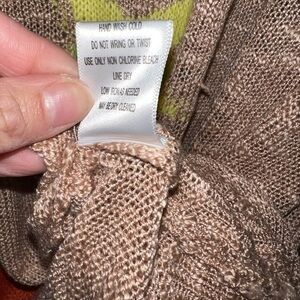 HAND WASH COLD
DO NOT WRING OR TWIST
USE ONLY NON CHLORINE BLEACH
LINE DRY
LOW IRON AS NEEDED
MAY BE DRY CLEANED